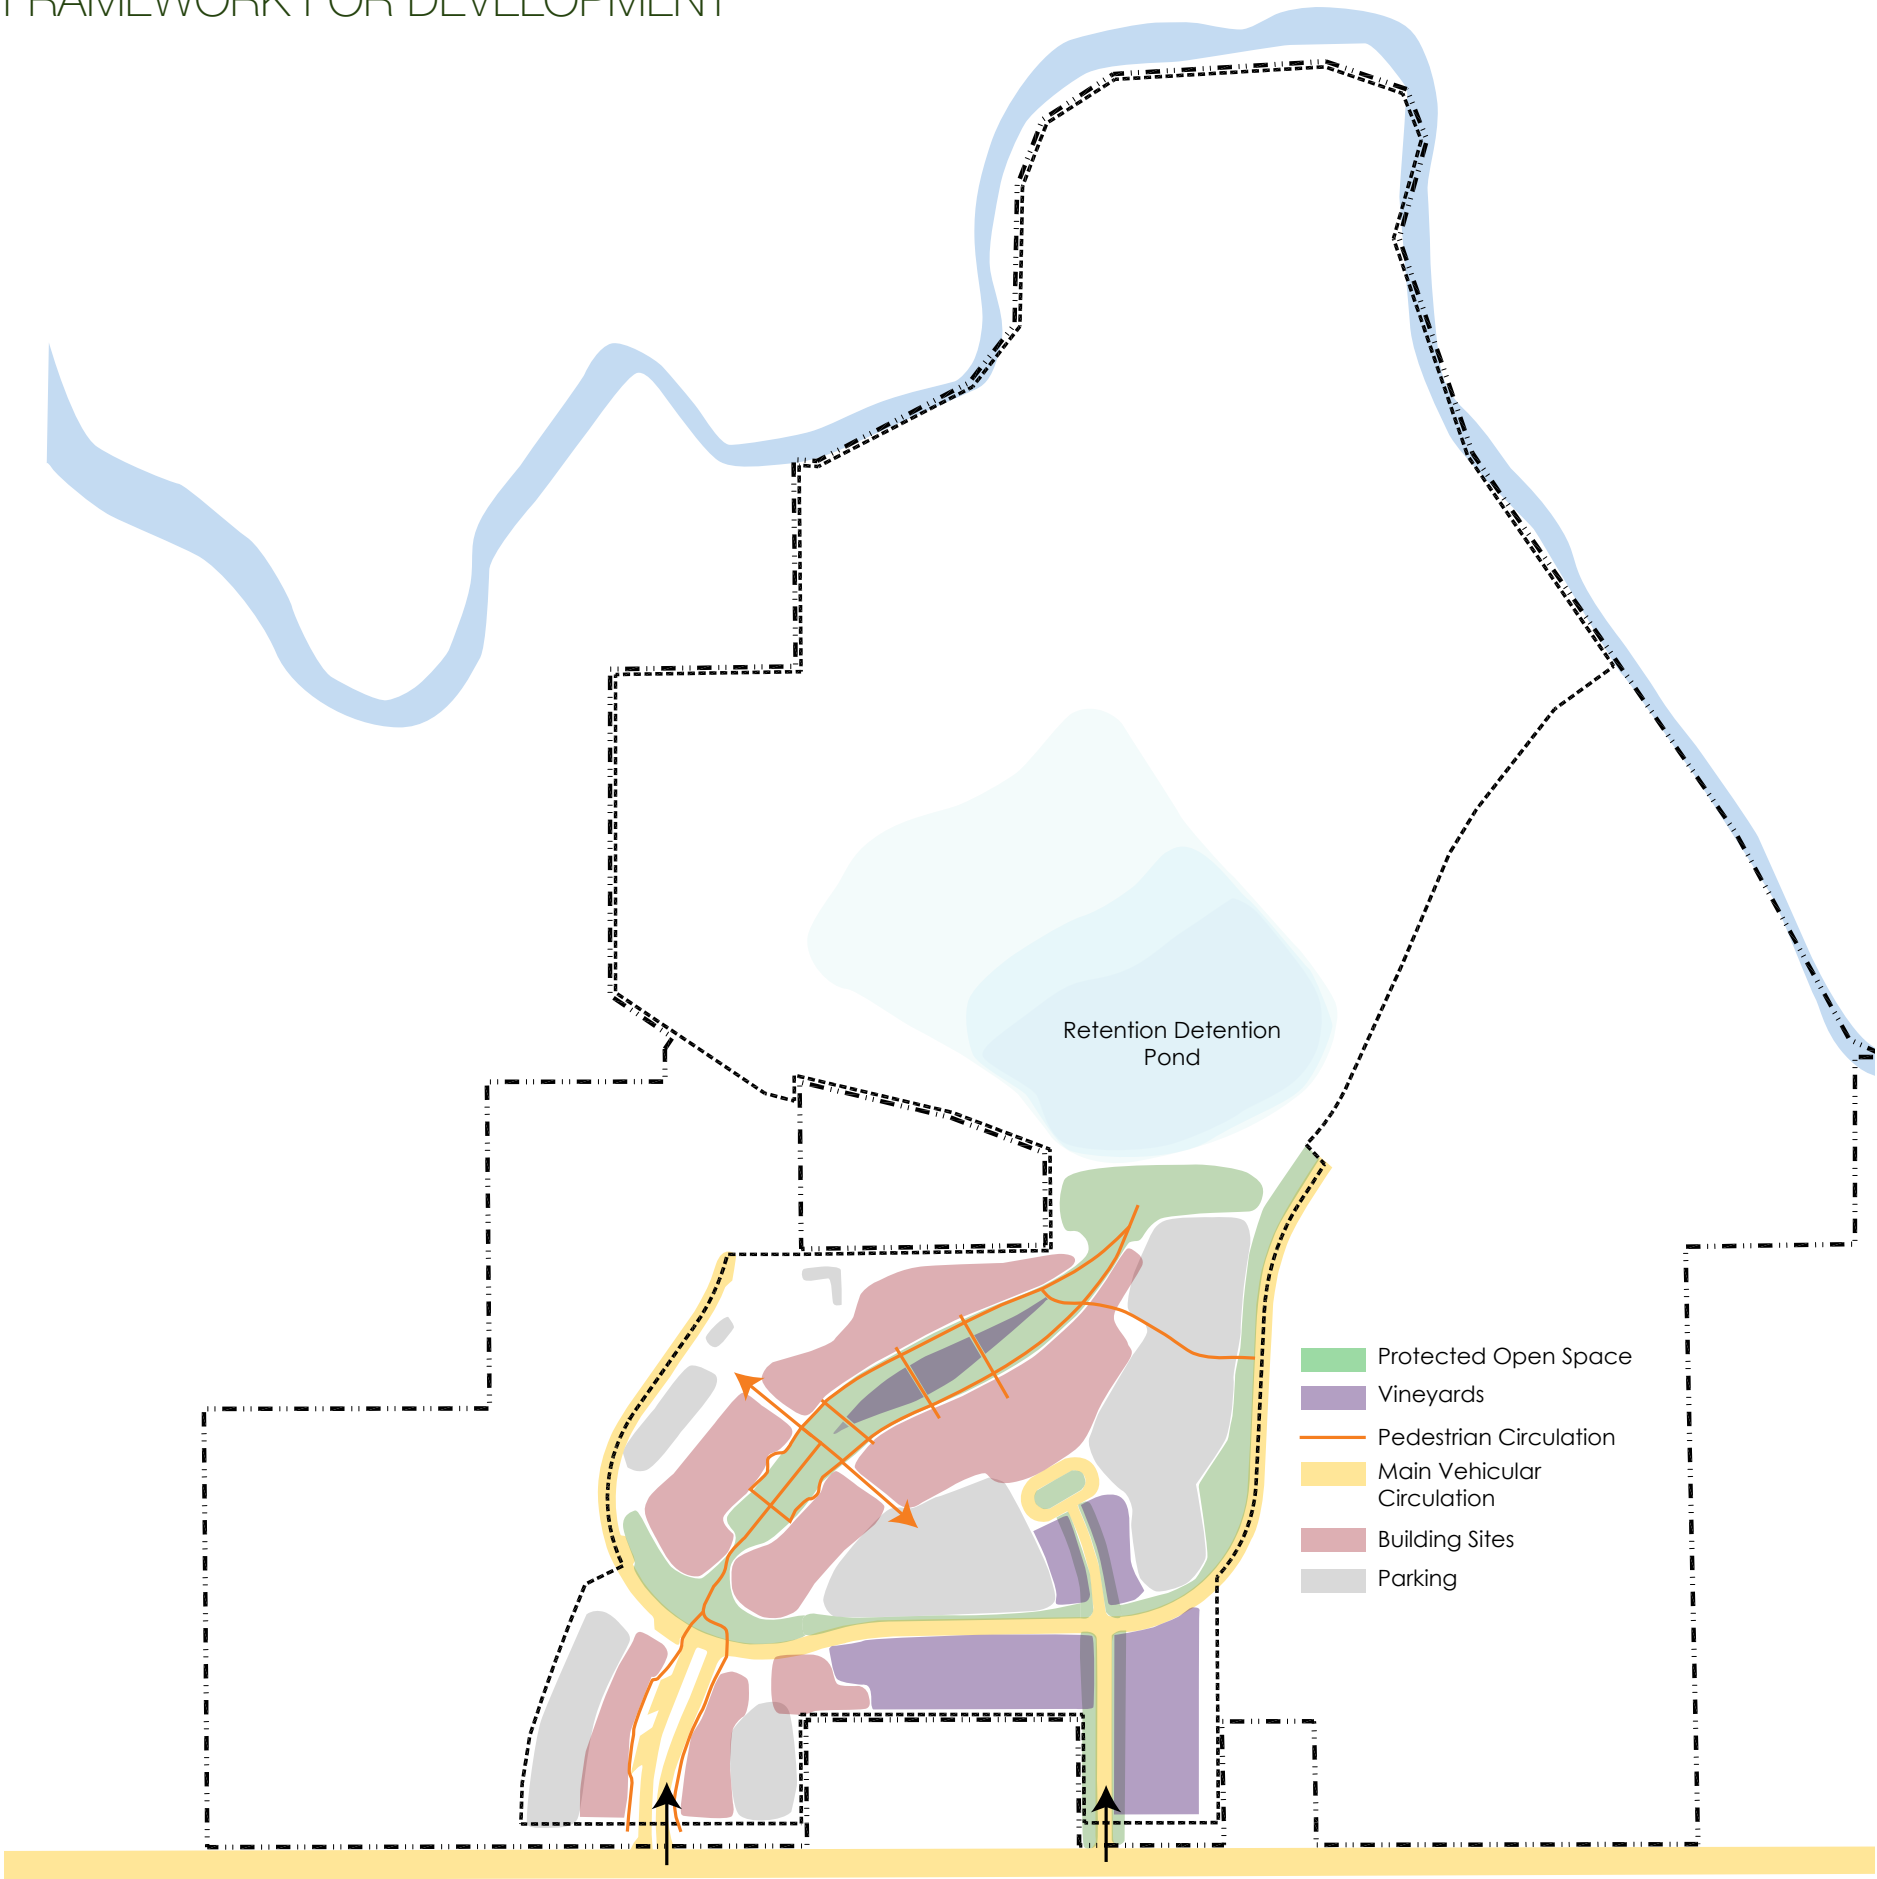 FRAMEWORK FOR DEVELOPMENT
Retention Detention
Pond
Protected Open Space
Vineyards
Pedestrian Circulation
Main Vehicular
Circulation
Building Sites
Parking